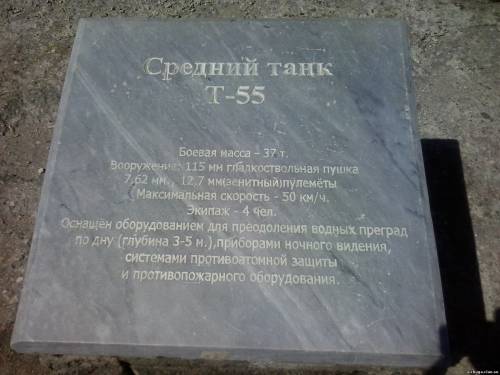 Средний танк
Т-55
Боевая масса - 37 т.
Вооружение: 115 мм гладкоствольная пушка
7,62 мм. 12,7 мм(зенитный)пулемёты
Максимальная скорость - 50 км/ч.
Экипаж - 4 чел.
Оснащён оборудованием для преодоления водных преград
по дну (глубина 3-5 м.),приборами ночного видения,
системами противоатомной защиты
и противопожарного оборудования.